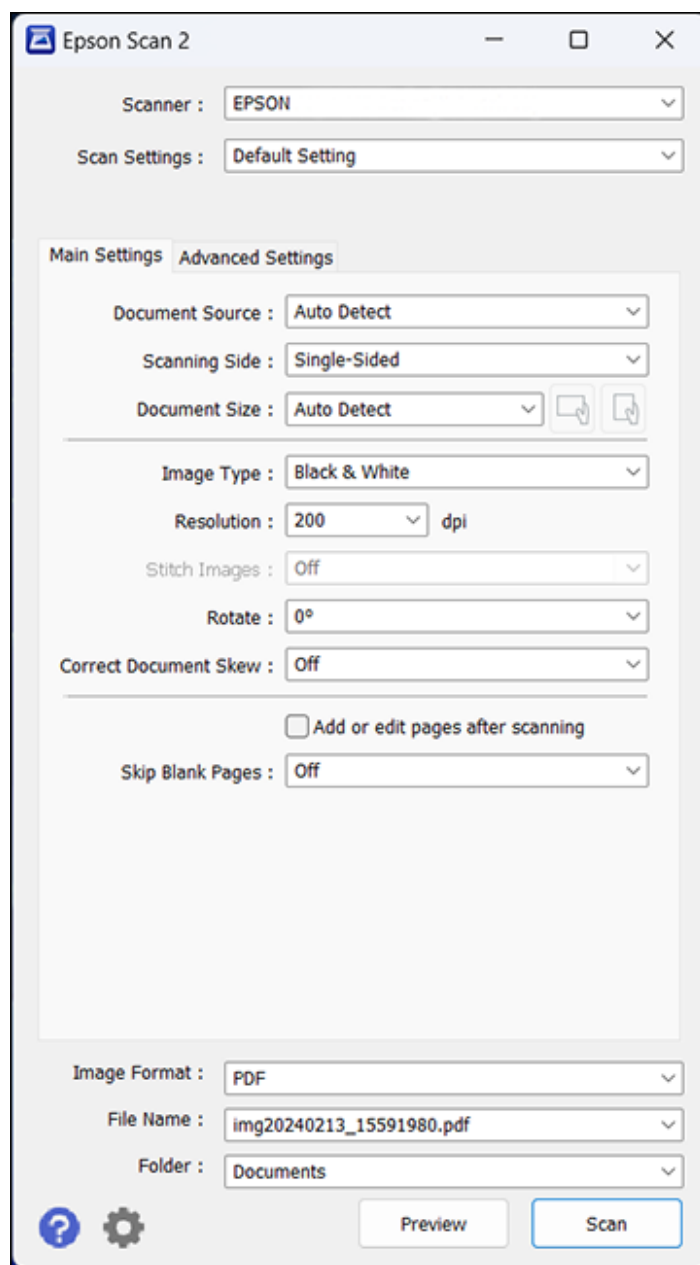 Epson Scan 2
Scanner : EPSON
Scan Settings : Default Setting
Main Settings Advanced Settings
Document Source : Auto Detect
Scanning Side : Single-Sided
Document Size : Auto Detect
Image Type : Black & White
Resolution : 200 dpi
Stitch Images : Off
Rotate : 0º
Correct Document Skew : Off
Add or edit pages after scanning
Skip Blank Pages : Off
Image Format : PDF
File Name : img20240213_15591980.pdf
Folder : Documents
? Preview Scan